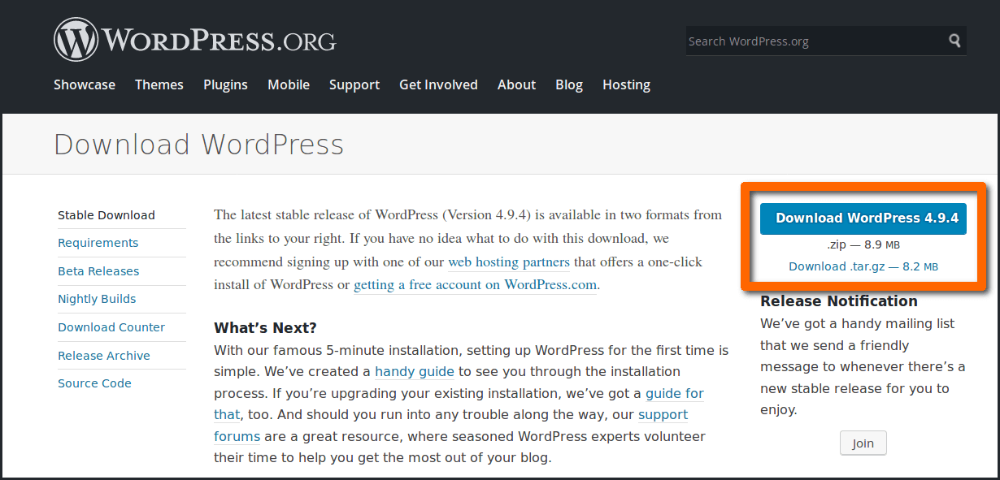 WORDPRESS.ORG
Search WordPress.org
Showcase Themes Plugins Mobile Support Get Involved About Blog Hosting
Download WordPress
Stable Download
Requirements
Beta Releases
Nightly Builds
Download Counter
Release Archive
Source Code
The latest stable release of WordPress (Version 4.9.4) is available in two formats from
the links to your right. If you have no idea what to do with this download, we
recommend signing up with one of our web hosting partners that offers a one-click
install of WordPress or getting a free account on WordPress.com.
What’s Next?
With our famous 5-minute installation, setting up WordPress for the first time is
simple. We’ve created a handy guide to see you through the installation
process. If you’re upgrading your existing installation, we’ve got a guide for
that, too. And should you run into any trouble along the way, our support
forums are a great resource, where seasoned WordPress experts volunteer
their time to help you get the most out of your blog.
Download WordPress 4.9.4
.zip — 8.9 MB
Download .tar.gz — 8.2 MB
Release Notification
We’ve got a handy mailing list
that we send a friendly
message to whenever there’s a
new stable release for you to
enjoy.
Join